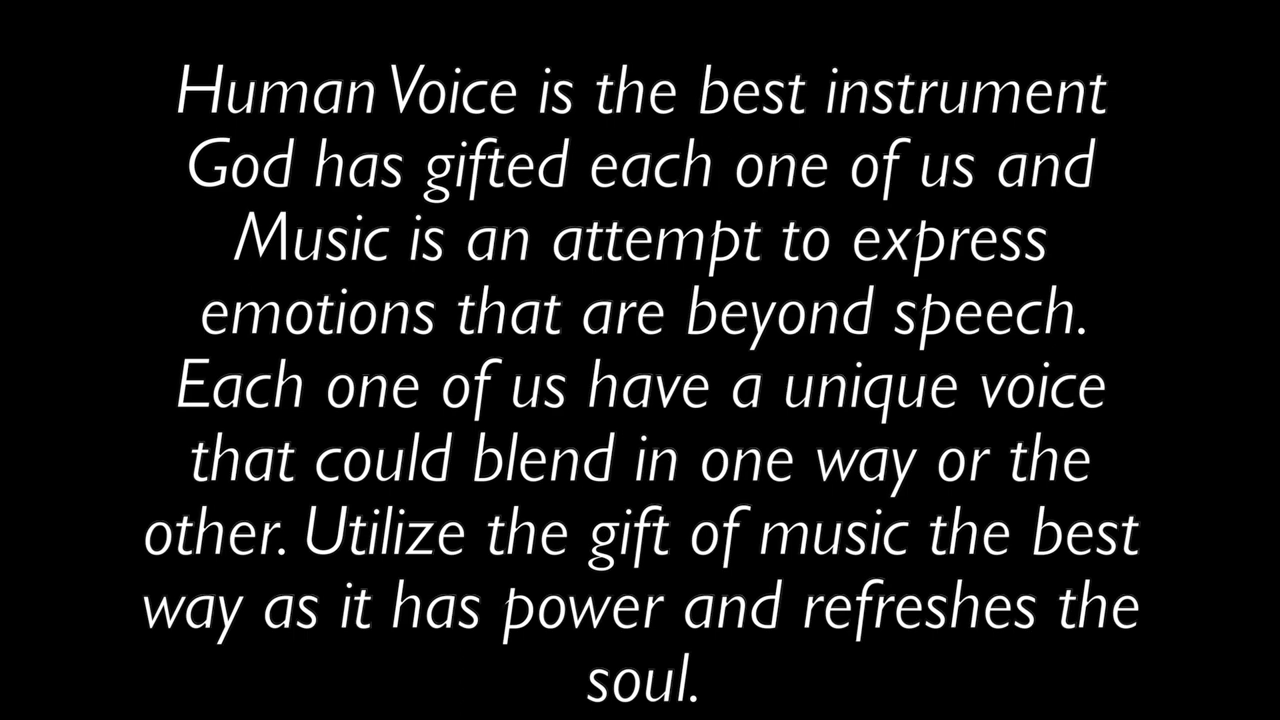 Human Voice is the best instrument
God has gifted each one of us and
Music is an attempt to express
emotions that are beyond speech.
Each one of us have a unique voice
that could blend in one way or the
other. Utilize the gift of music the best
way as it has power and refreshes the
soul.